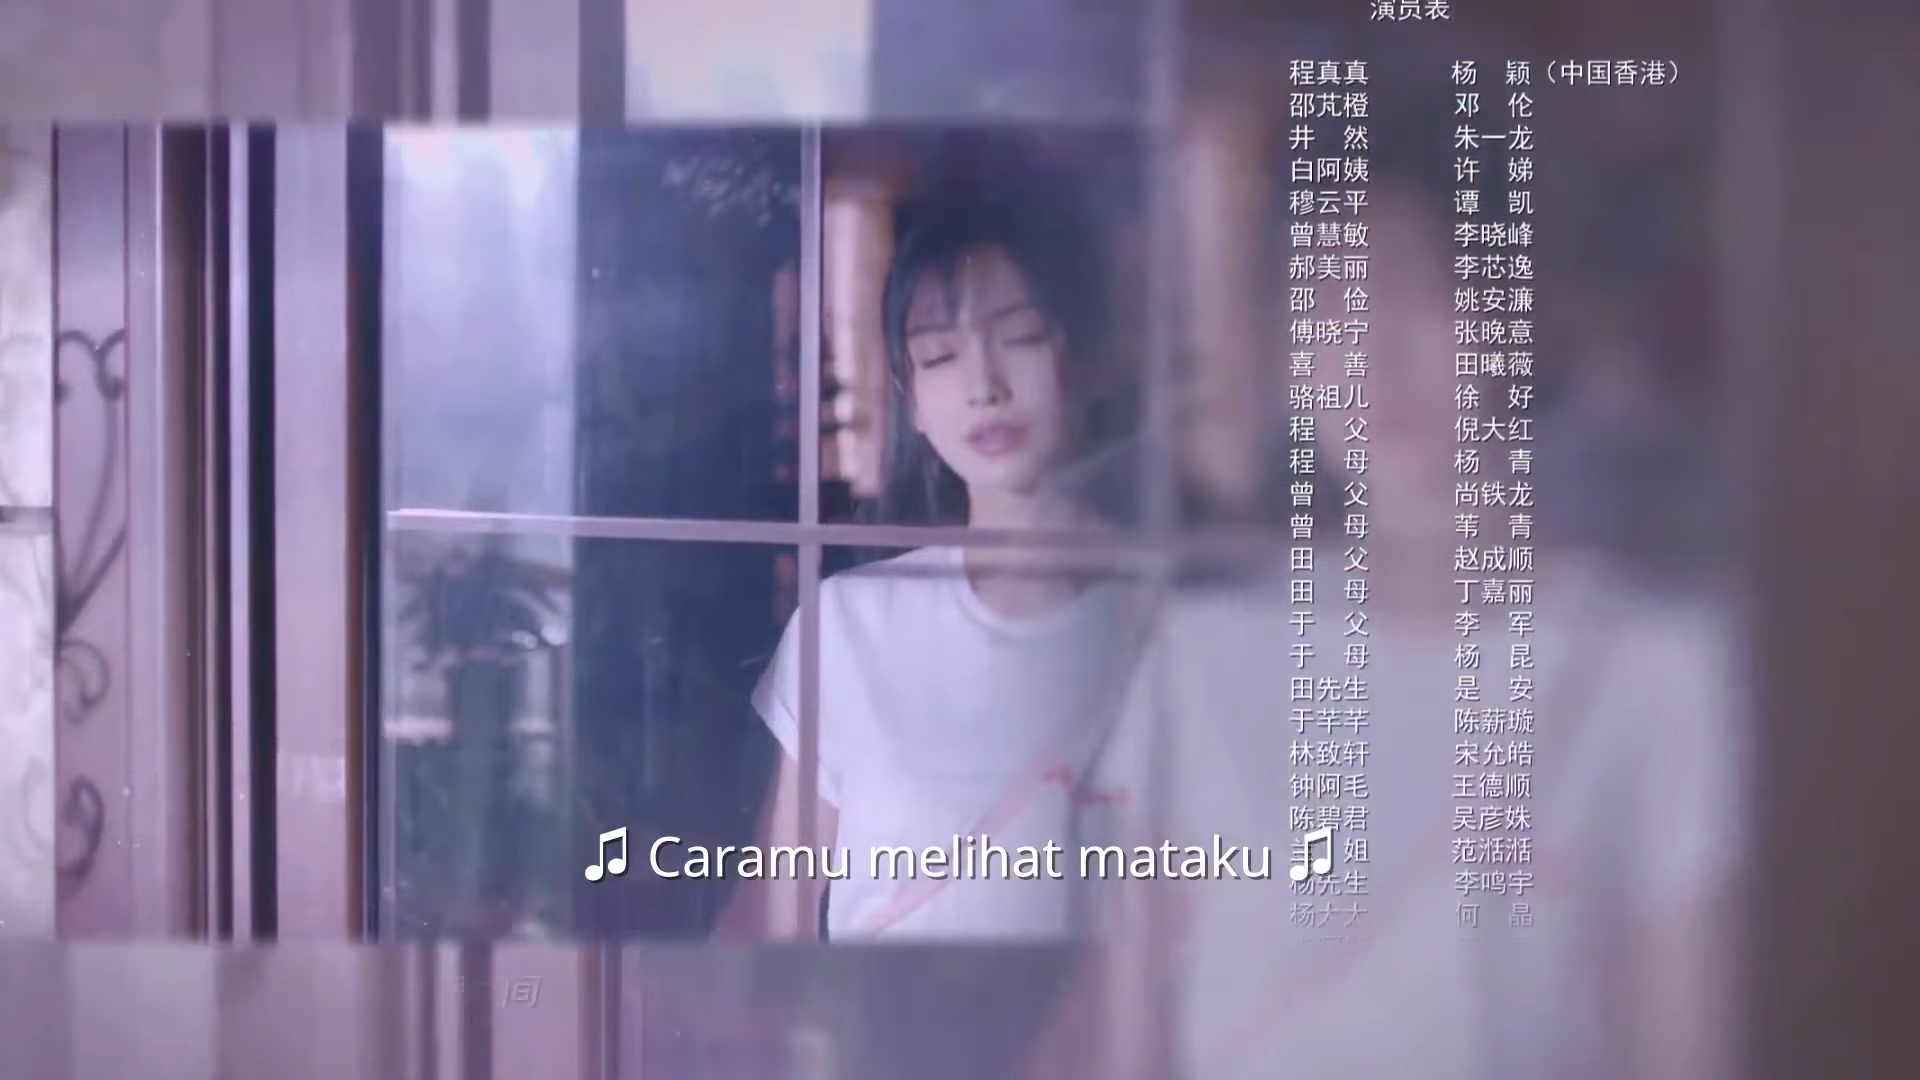 演员表
程真真 杨 颖（中国香港）
邵芃橙 邓 伦
井 然 朱一龙
白阿姨 许 娣
穆云平 谭 凯
曾慧敏 李晓峰
郝美丽 李芯逸
邵 俭 姚安濂
傅晓宁 张晚意
喜 善 田曦薇
骆祖儿 徐 好
程 父 倪大红
程 母 杨 青
曾 父 尚铁龙
曾 母 苇 青
田 父 赵成顺
田 母 丁嘉丽
于 父 李 军
于 母 杨 昆
田先生 是 安
于芊芊 陈薪璇
林致轩 宋允皓
钟阿毛 王德顺
陈碧君 吴彦姝
♫ Caramu melihat mataku ♫
兰 姐 范湉湉
杨先生 李鸣宇
杨太太 何 晶
间